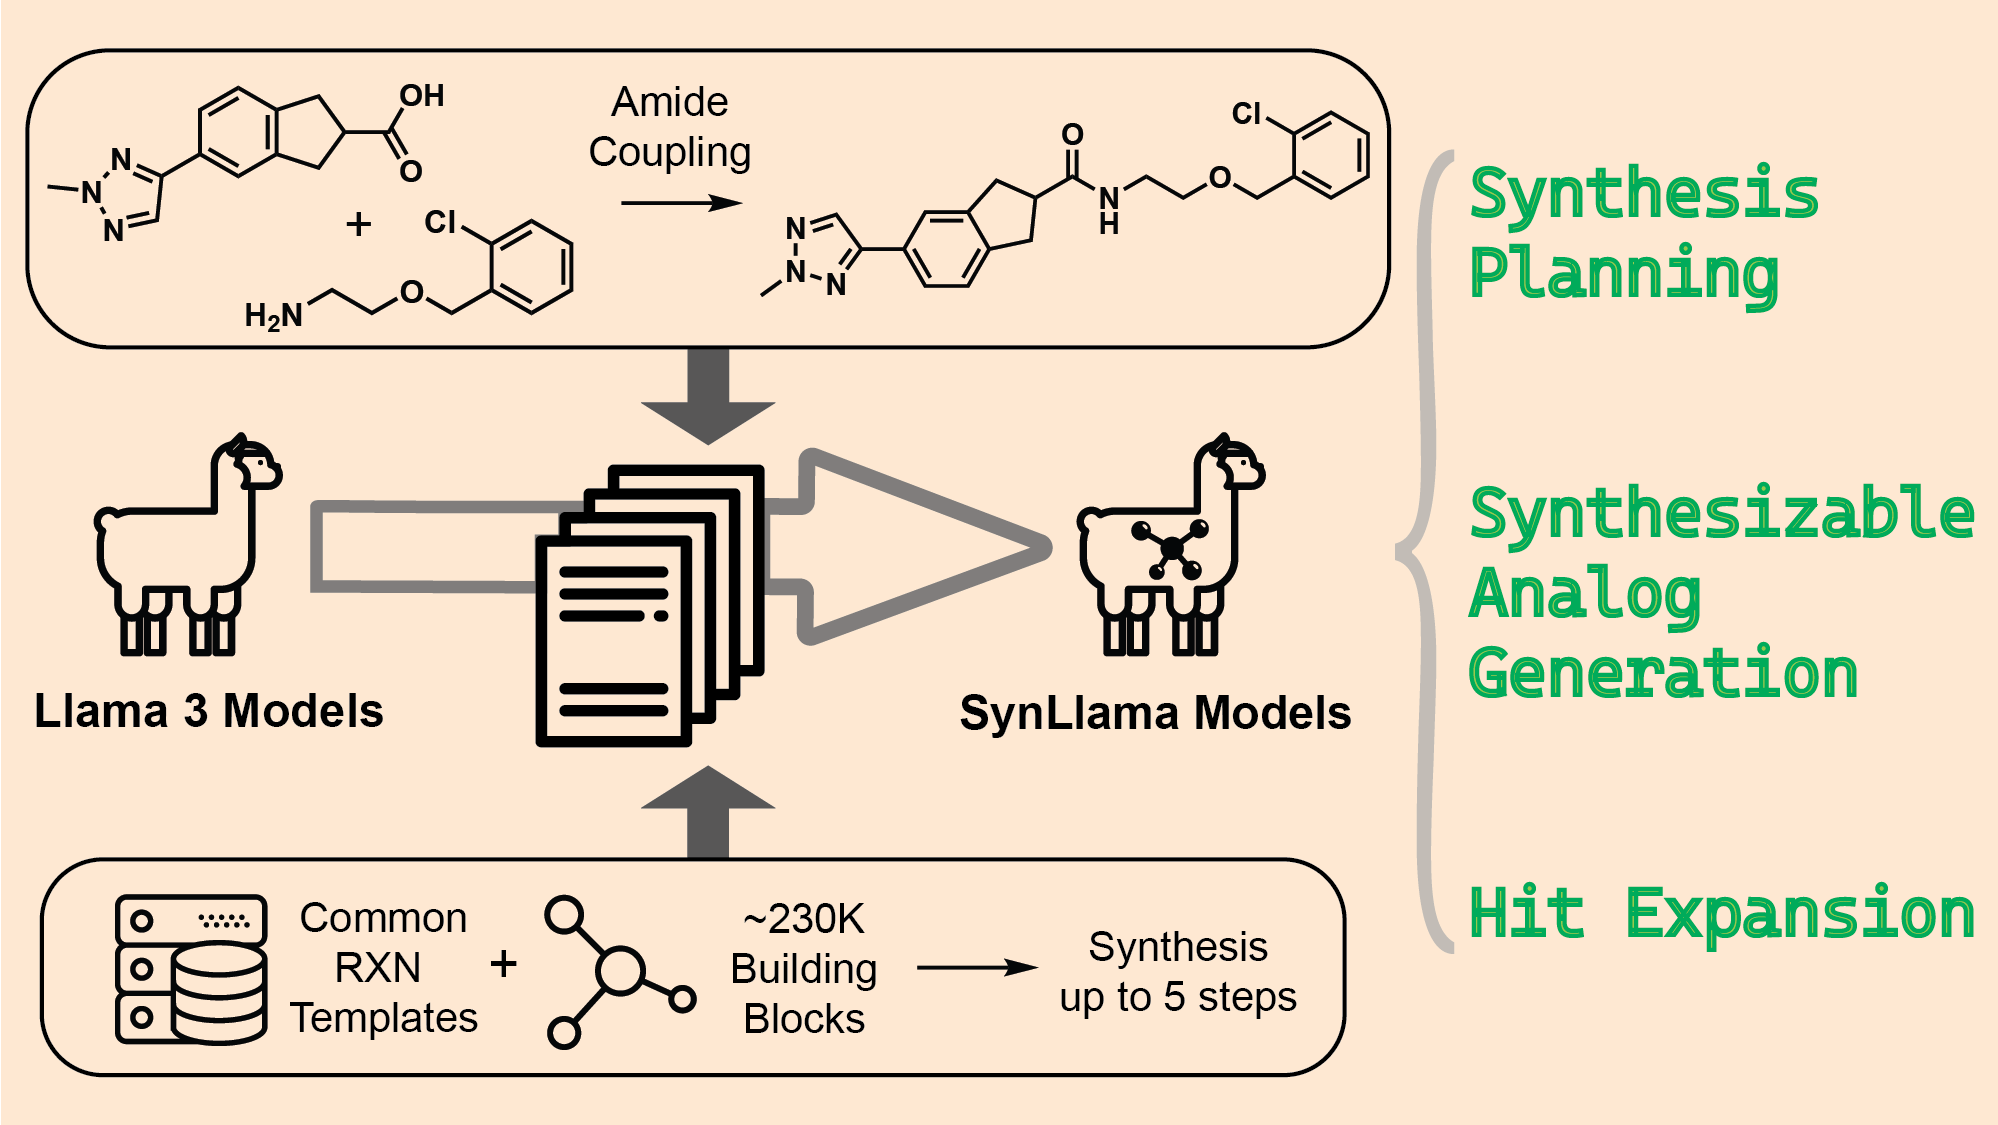 OH
O
N
N
N
+
Cl
H2N
O
Amide
Coupling
Cl
O
N
H
O
N
N
N
Synthesis
Planning
Llama 3 Models
SynLlama Models
Synthesizable
Analog
Generation
Common
RXN
Templates
+
~230K
Building
Blocks
Synthesis
up to 5 steps
Hit Expansion